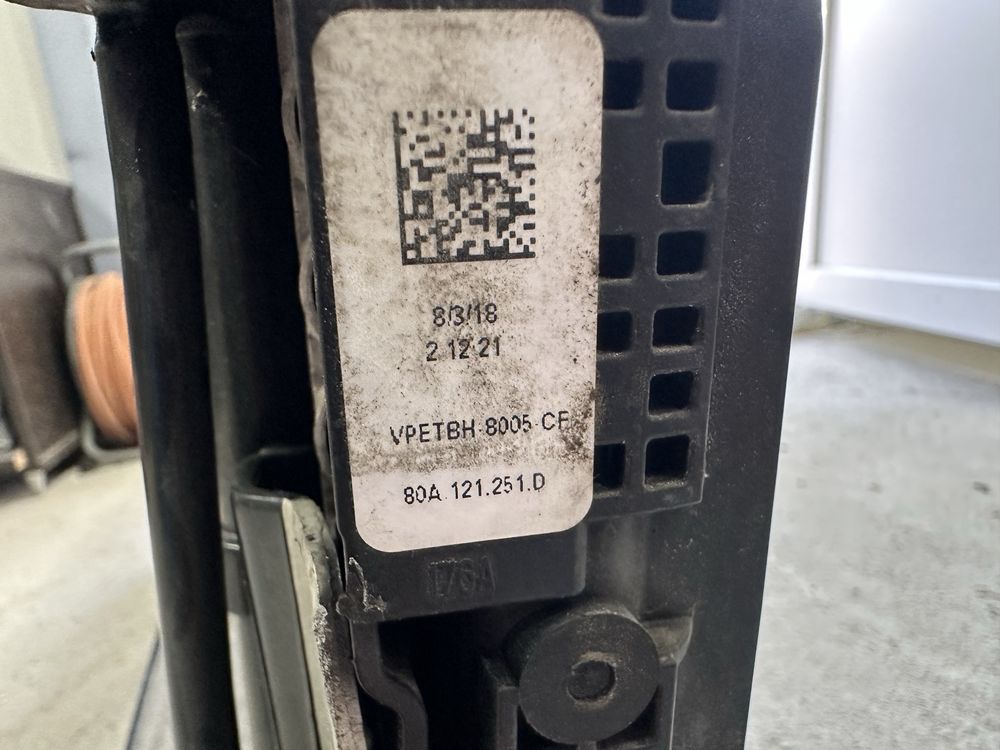 8/3/18
2 12 21
VPETBH-8005-CF
80A.121.251.D